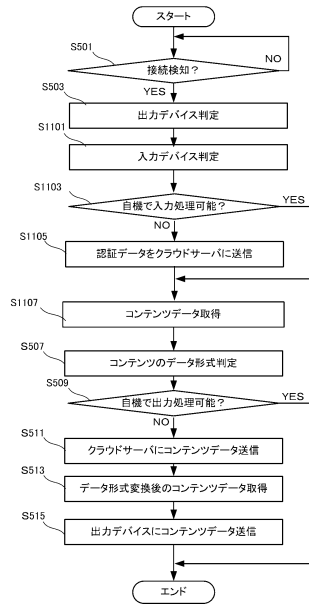 スタート
S501
接続検知？
NO
YES
S503
出力デバイス判定
S1101
入力デバイス判定
S1103
自機で入力処理可能？
YES
NO
S1105
認証データをクラウドサーバに送信
S1107
コンテンツデータ取得
S507
コンテンツのデータ形式判定
S509
自機で出力処理可能？
YES
NO
S511
クラウドサーバにコンテンツデータ送信
S513
データ形式変換後のコンテンツデータ取得
S515
出力デバイスにコンテンツデータ送信
エンド